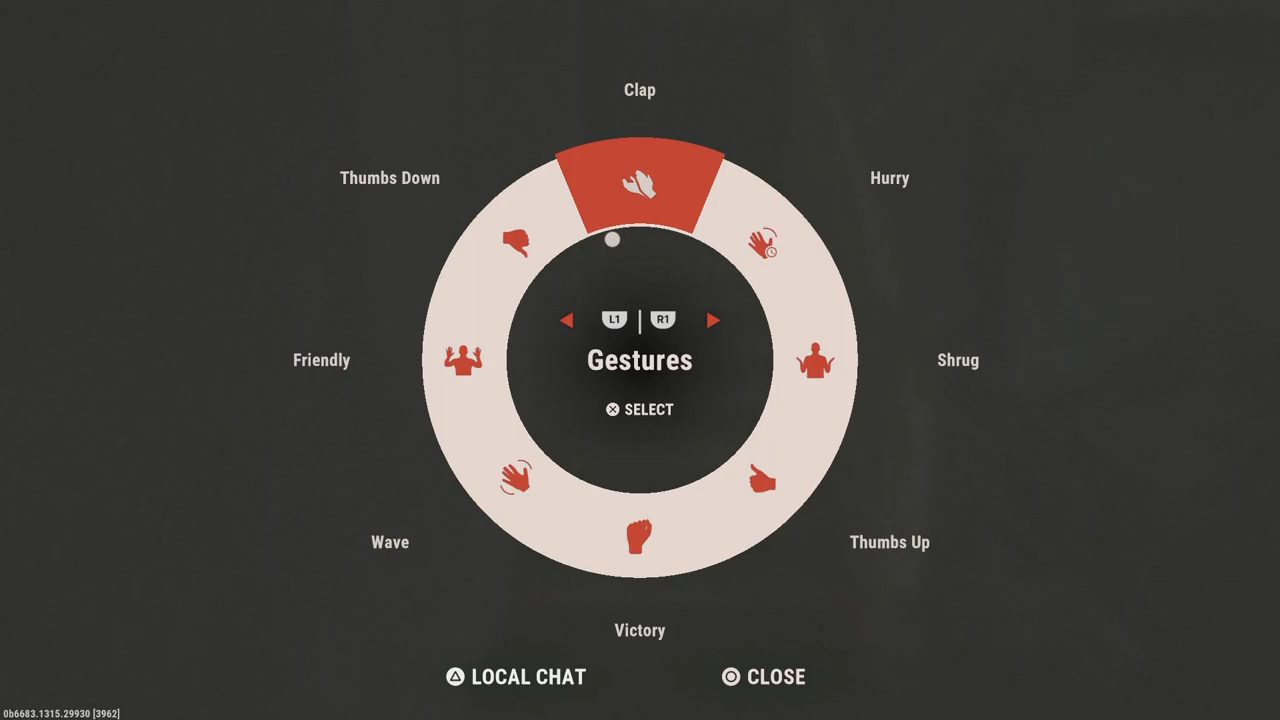 Clap
Thumbs Down
Hurry
L1 | R1
Friendly
Gestures
Shrug
SELECT
Wave
Thumbs Up
Victory
LOCAL CHAT
CLOSE
0b6683.1315.29930 [3962]